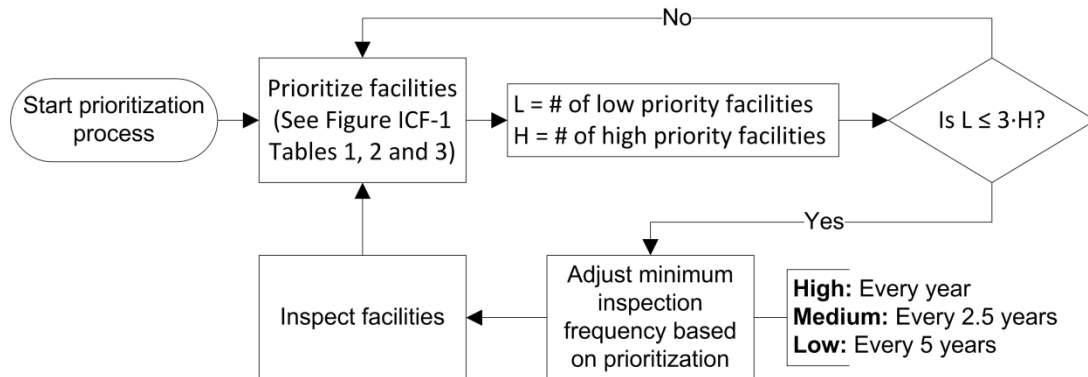 No
Start prioritization
process
Prioritize facilities
(See Figure ICF-1
Tables 1, 2 and 3)
L = # of low priority facilities
H = # of high priority facilities
Is L ≤ 3·H?
Yes
Inspect facilities
Adjust minimum
inspection
frequency based
on prioritization
High: Every year
Medium: Every 2.5 years
Low: Every 5 years